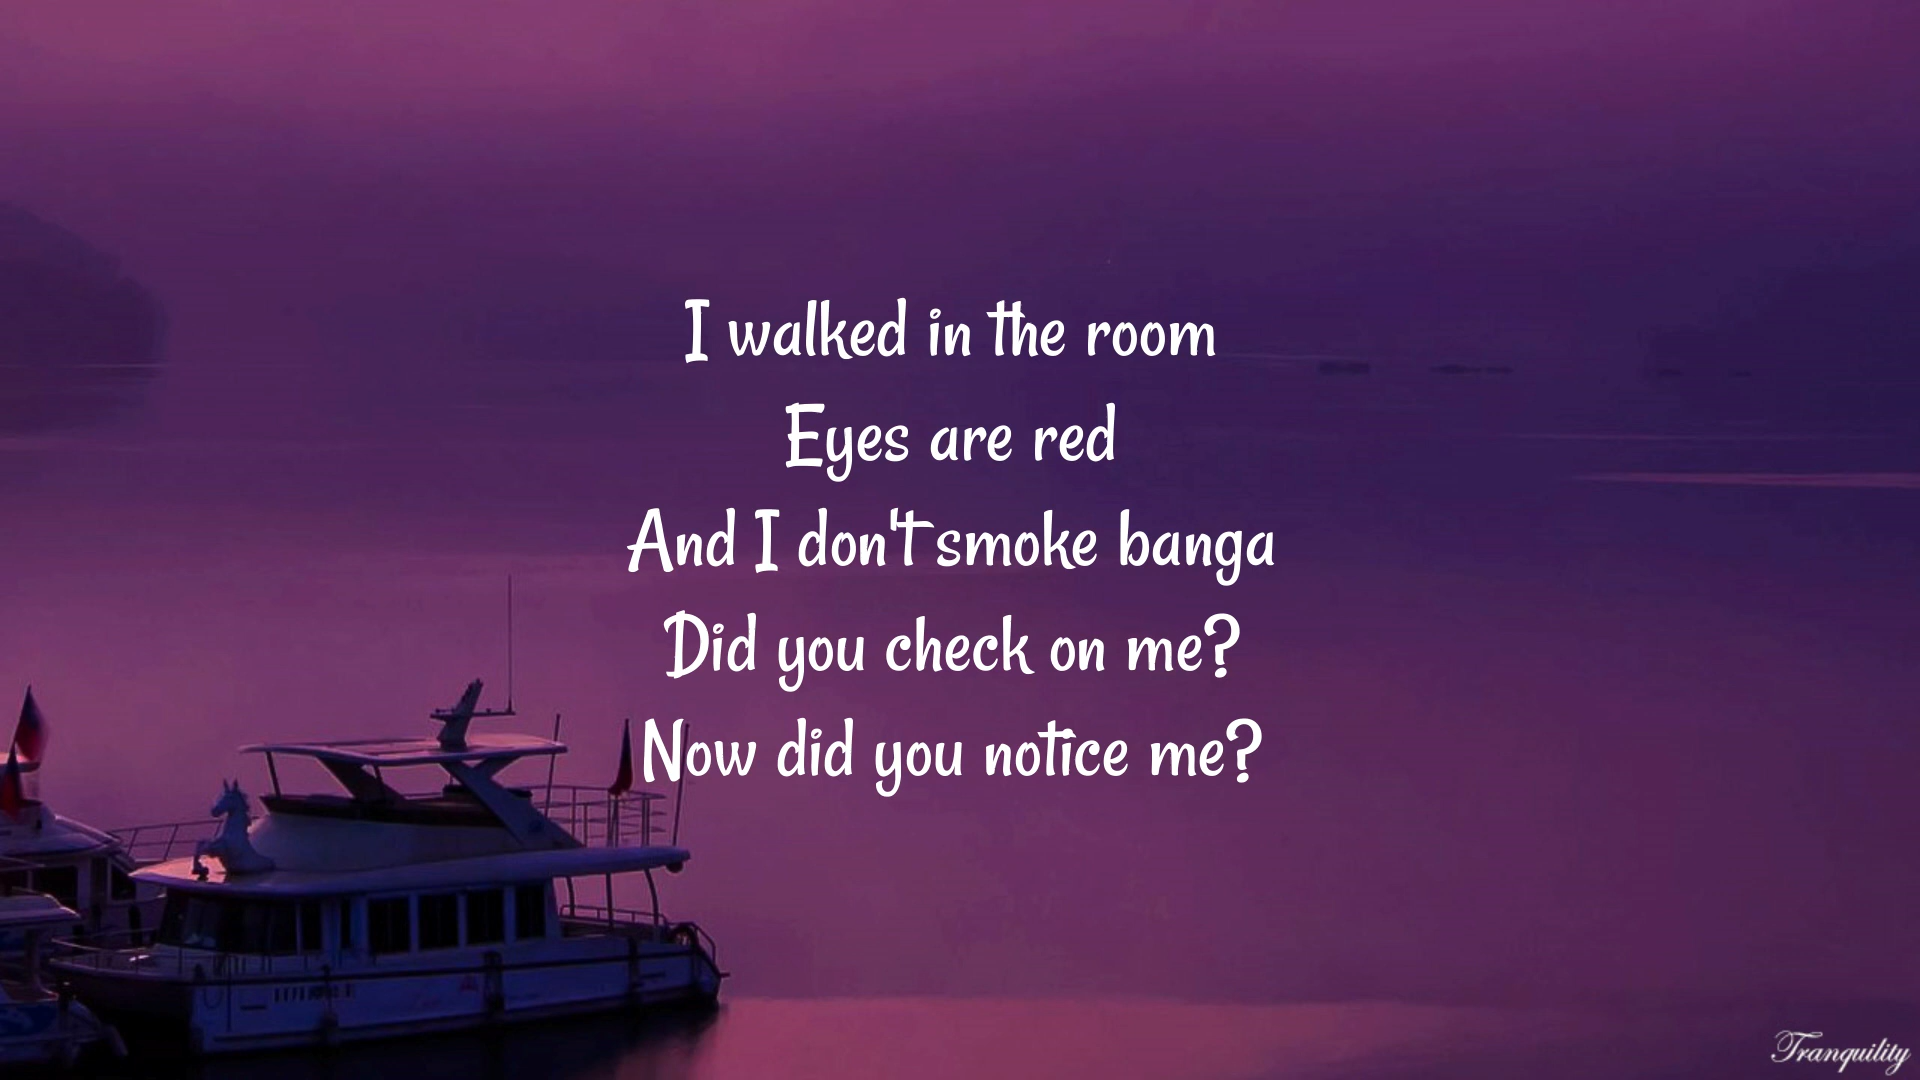 I walked in the room
Eyes are red
And I don't smoke banga
Did you check on me?
Now did you notice me?
Tranquility